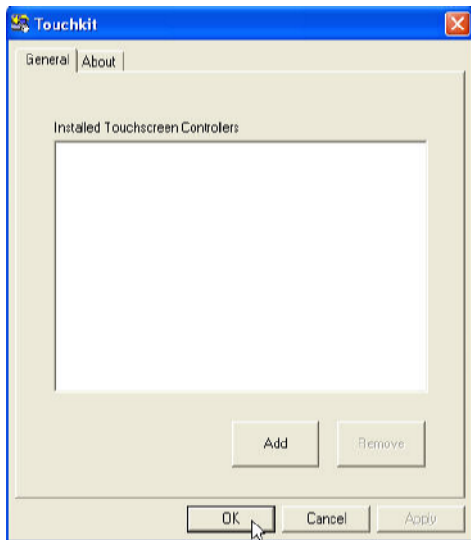 Touchkit
General About
Installed Touchscreen Controlers
Add Remove
OK Cancel Apply